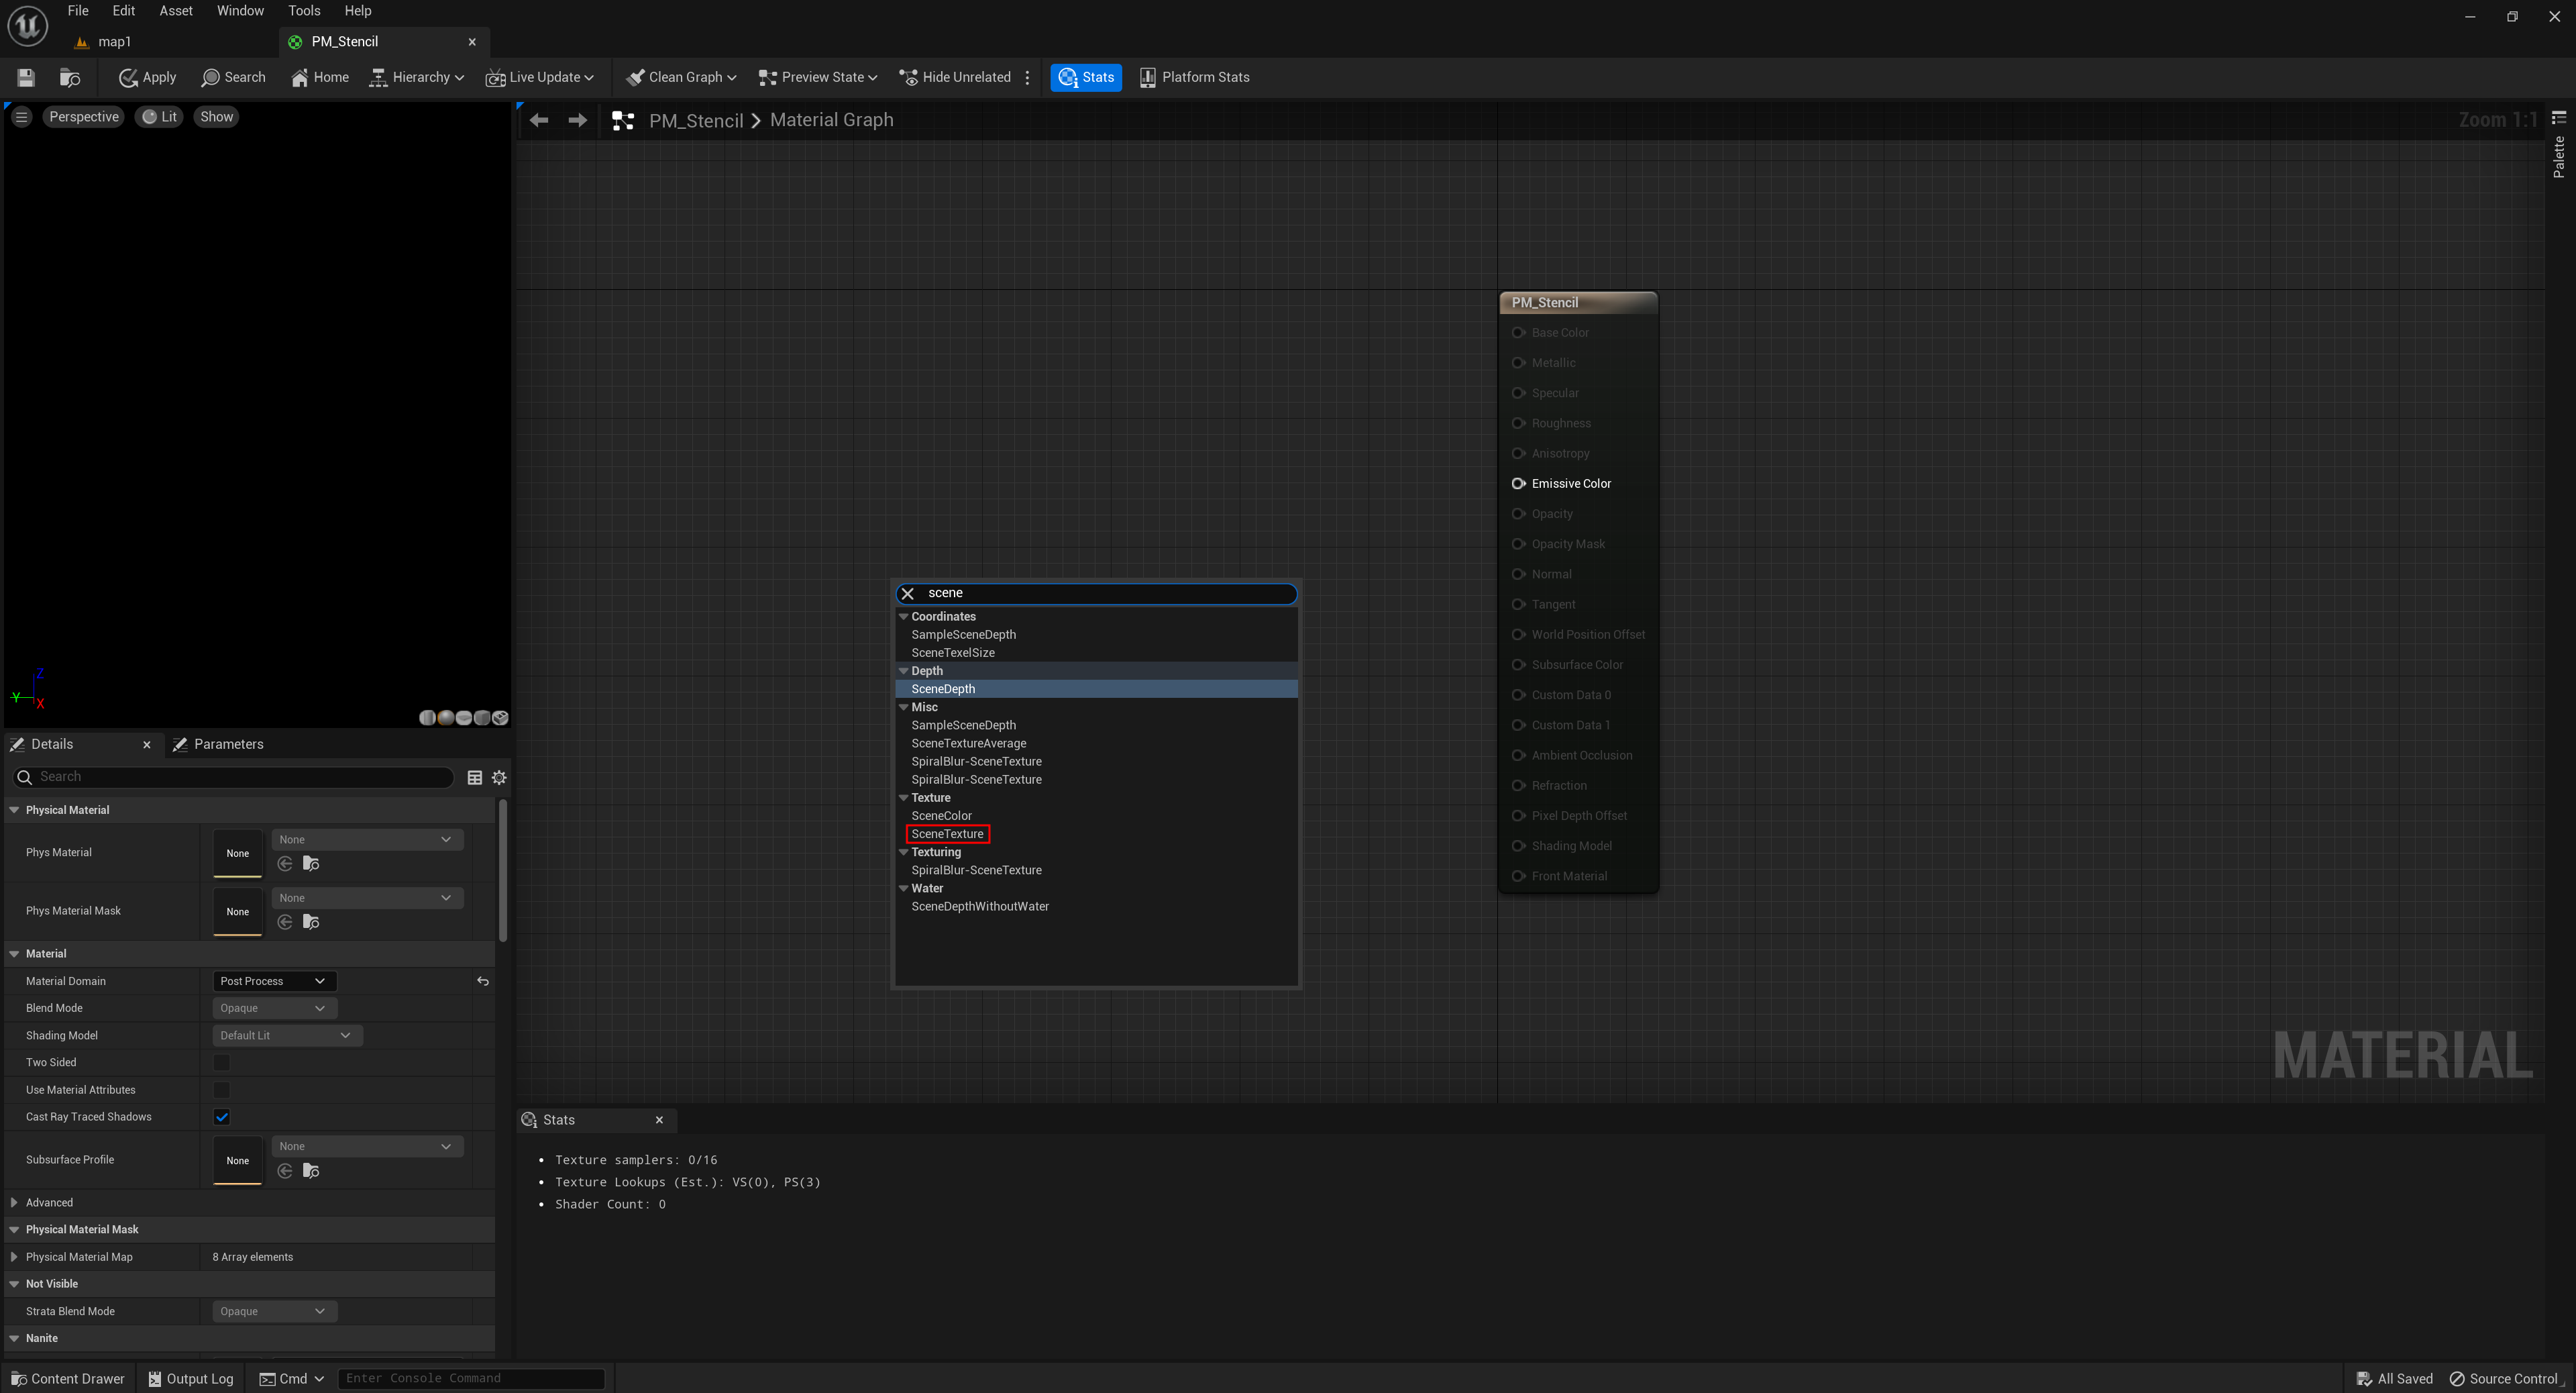 File Edit Asset Window Tools Help
map1
PM_Stencil
Apply Search Home Hierarchy Live Update Clean Graph Preview State Hide Unrelated Stats Platform Stats
Perspective Lit Show
PM_Stencil > Material Graph
Zoom 1:1
Palette
PM_Stencil
Base Color
Metallic
Specular
Roughness
Anisotropy
Emissive Color
Opacity
Opacity Mask
Normal
Tangent
World Position Offset
Subsurface Color
Custom Data 0
Custom Data 1
Ambient Occlusion
Refraction
Pixel Depth Offset
Shading Model
Front Material
scene
Coordinates
SampleSceneDepth
SceneTexelSize
Depth
SceneDepth
Misc
SampleSceneDepth
SceneTextureAverage
SpiralBlur-SceneTexture
SpiralBlur-SceneTexture
Texture
SceneColor
SceneTexture
Texturing
SpiralBlur-SceneTexture
Water
SceneDepthWithoutWater
MATERIAL
Z
Y
X
Details Parameters
Search
Physical Material
Phys Material None None
Phys Material Mask None None
Material
Material Domain Post Process
Blend Mode Opaque
Shading Model Default Lit
Two Sided
Use Material Attributes
Cast Ray Traced Shadows
Subsurface Profile None None
Advanced
Physical Material Mask
Physical Material Map 8 Array elements
Not Visible
Strata Blend Mode Opaque
Nanite
Stats
• Texture samplers: 0/16
• Texture Lookups (Est.): VS(0), PS(3)
• Shader Count: 0
Content Drawer Output Log Cmd Enter Console Command All Saved Source Control